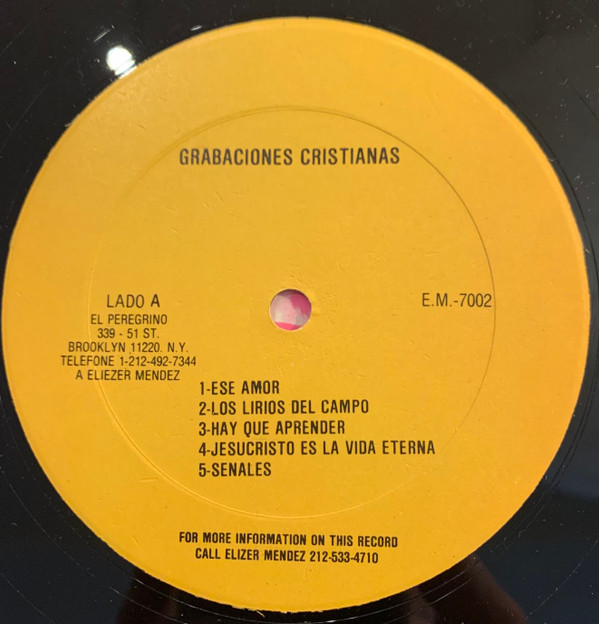 GRABACIONES CRISTIANAS
LADO A
EL PEREGRINO
339 - 51 ST.
BROOKLYN 11220. N.Y.
TELEFONE 1-212-492-7344
A ELIEZER MENDEZ
E.M.-7002
1-ESE AMOR
2-LOS LIRIOS DEL CAMPO
3-HAY QUE APRENDER
4-JESUCRISTO ES LA VIDA ETERNA
5-SENALES
FOR MORE INFORMATION ON THIS RECORD
CALL ELIZER MENDEZ 212-533-4710